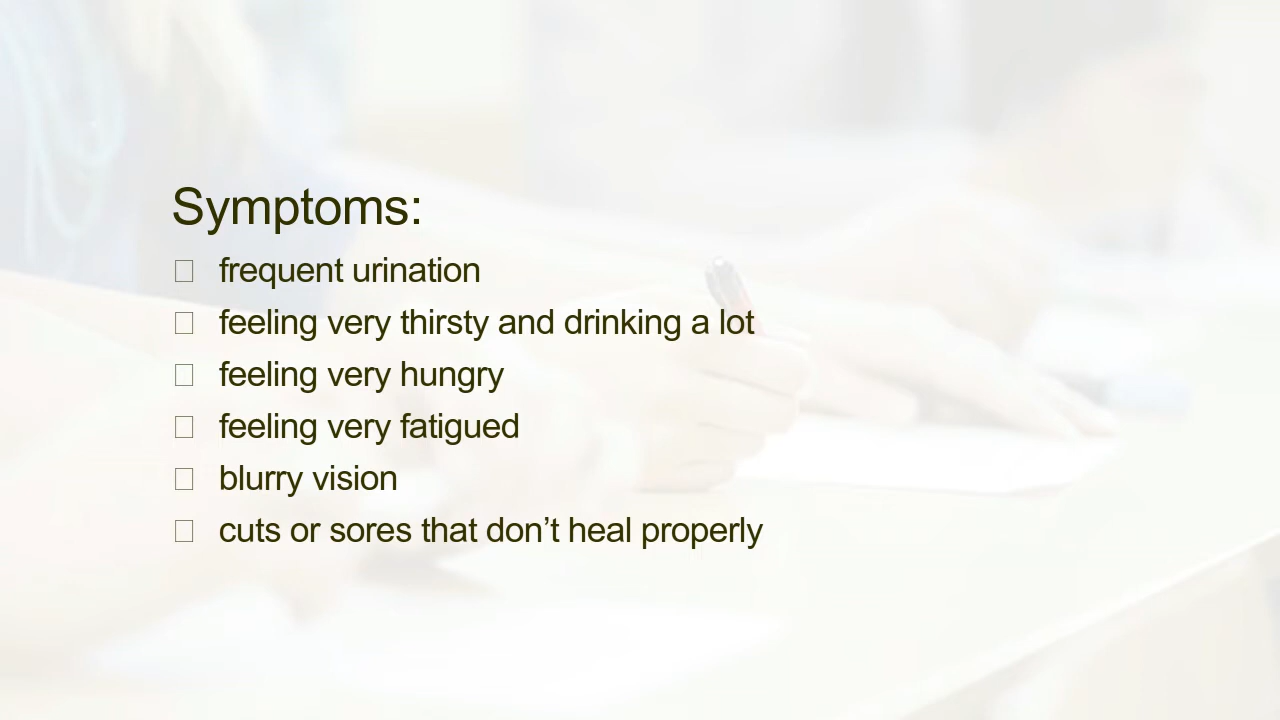 Symptoms:
□ frequent urination
□ feeling very thirsty and drinking a lot
□ feeling very hungry
□ feeling very fatigued
□ blurry vision
□ cuts or sores that don’t heal properly